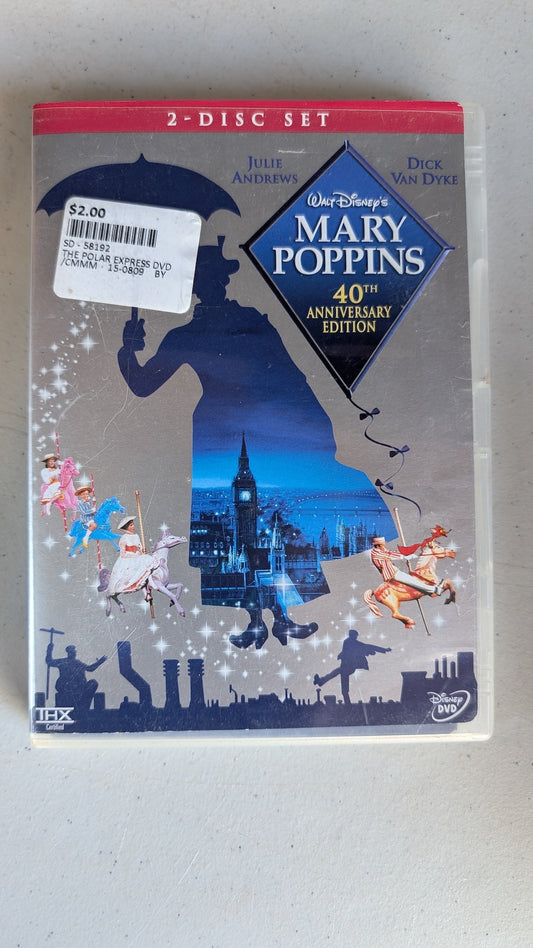 2-DISC SET
JULIE
ANDREWS
DICK
VAN DYKE
WALT DISNEY'S
MARY
POPPINS
40TH
ANNIVERSARY
EDITION
$2.00
SD - 58192
THE POLAR EXPRESS DVD
/CMMM - 15-0809 BY
THX
Certified
DISNEY
DVD